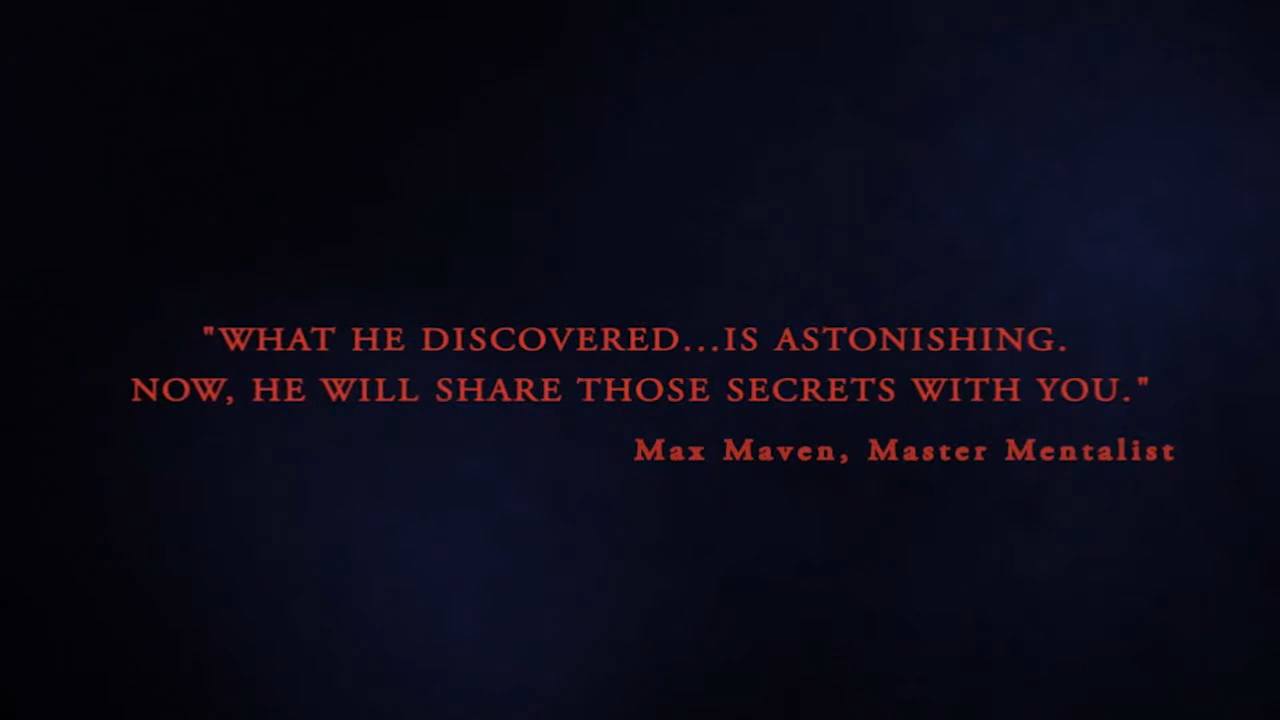 "WHAT HE DISCOVERED...IS ASTONISHING.
NOW, HE WILL SHARE THOSE SECRETS WITH YOU."
Max Maven, Master Mentalist